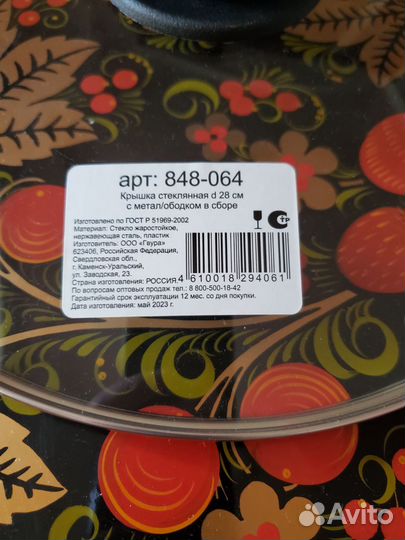 арт: 848-064
Крышка стеклянная d 28 см
с метал/ободком в сборе
Изготовлено по ГОСТ Р 51969-2002
Материал: Стекло жаростойкое,
нержавеющая сталь, пластик
Изготовитель: ООО «Гвура»
623406, Российская Федерация,
Свердловская обл.,
г. Каменск-Уральский,
ул. Заводская, 23.
Страна изготовления: РОССИЯ
По вопросам оптовых продаж тел.: 8 800-500-18-42
Гарантийный срок эксплуатации 12 мес. со дня покупки.
Дата изготовления: май 2023 г.
РСТ
4 610018 294061
Avito